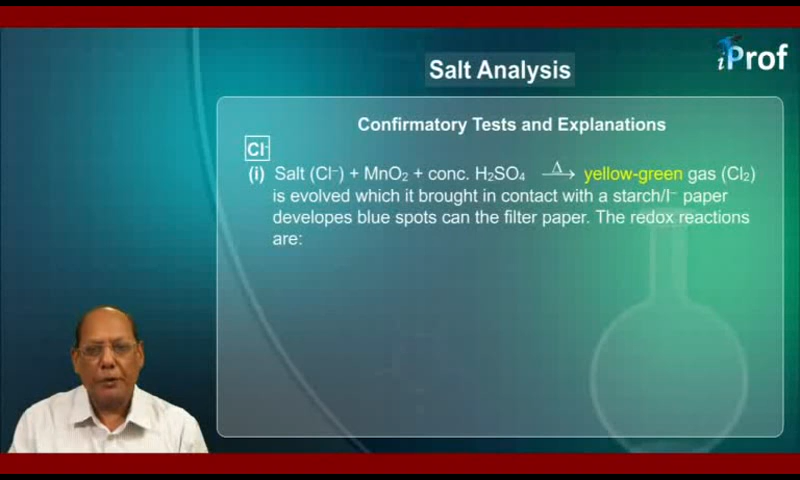 iProf
Salt Analysis
Confirmatory Tests and Explanations
Cl⁻
(i) Salt (Cl⁻) + MnO₂ + conc. H₂SO₄ —Δ→ yellow-green gas (Cl₂)
is evolved which it brought in contact with a starch/I⁻ paper
developes blue spots can the filter paper. The redox reactions
are: